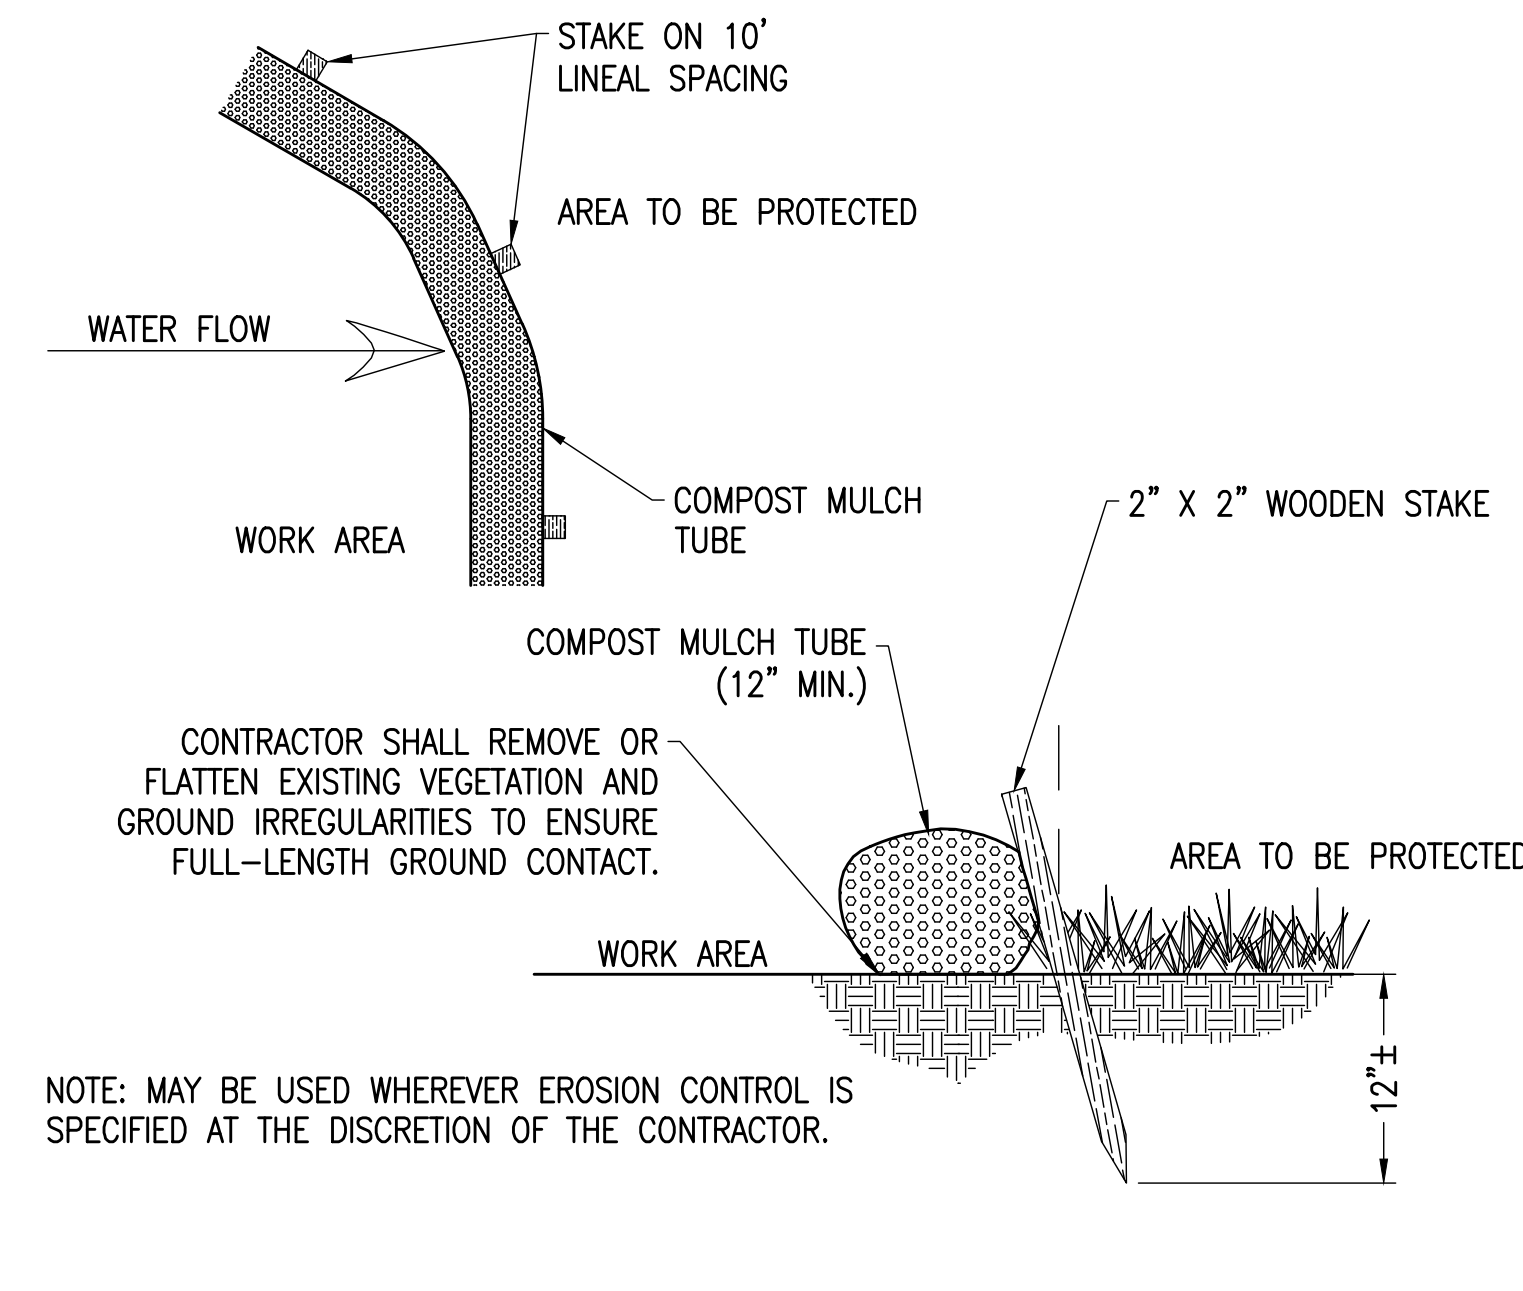 STAKE ON 10'
LINEAL SPACING
AREA TO BE PROTECTED
WATER FLOW
COMPOST MULCH
TUBE
WORK AREA
2" X 2" WOODEN STAKE
COMPOST MULCH TUBE
(12" MIN.)
CONTRACTOR SHALL REMOVE OR
FLATTEN EXISTING VEGETATION AND
GROUND IRREGULARITIES TO ENSURE
FULL-LENGTH GROUND CONTACT.
AREA TO BE PROTECTED
WORK AREA
12"±
NOTE: MAY BE USED WHEREVER EROSION CONTROL IS
SPECIFIED AT THE DISCRETION OF THE CONTRACTOR.